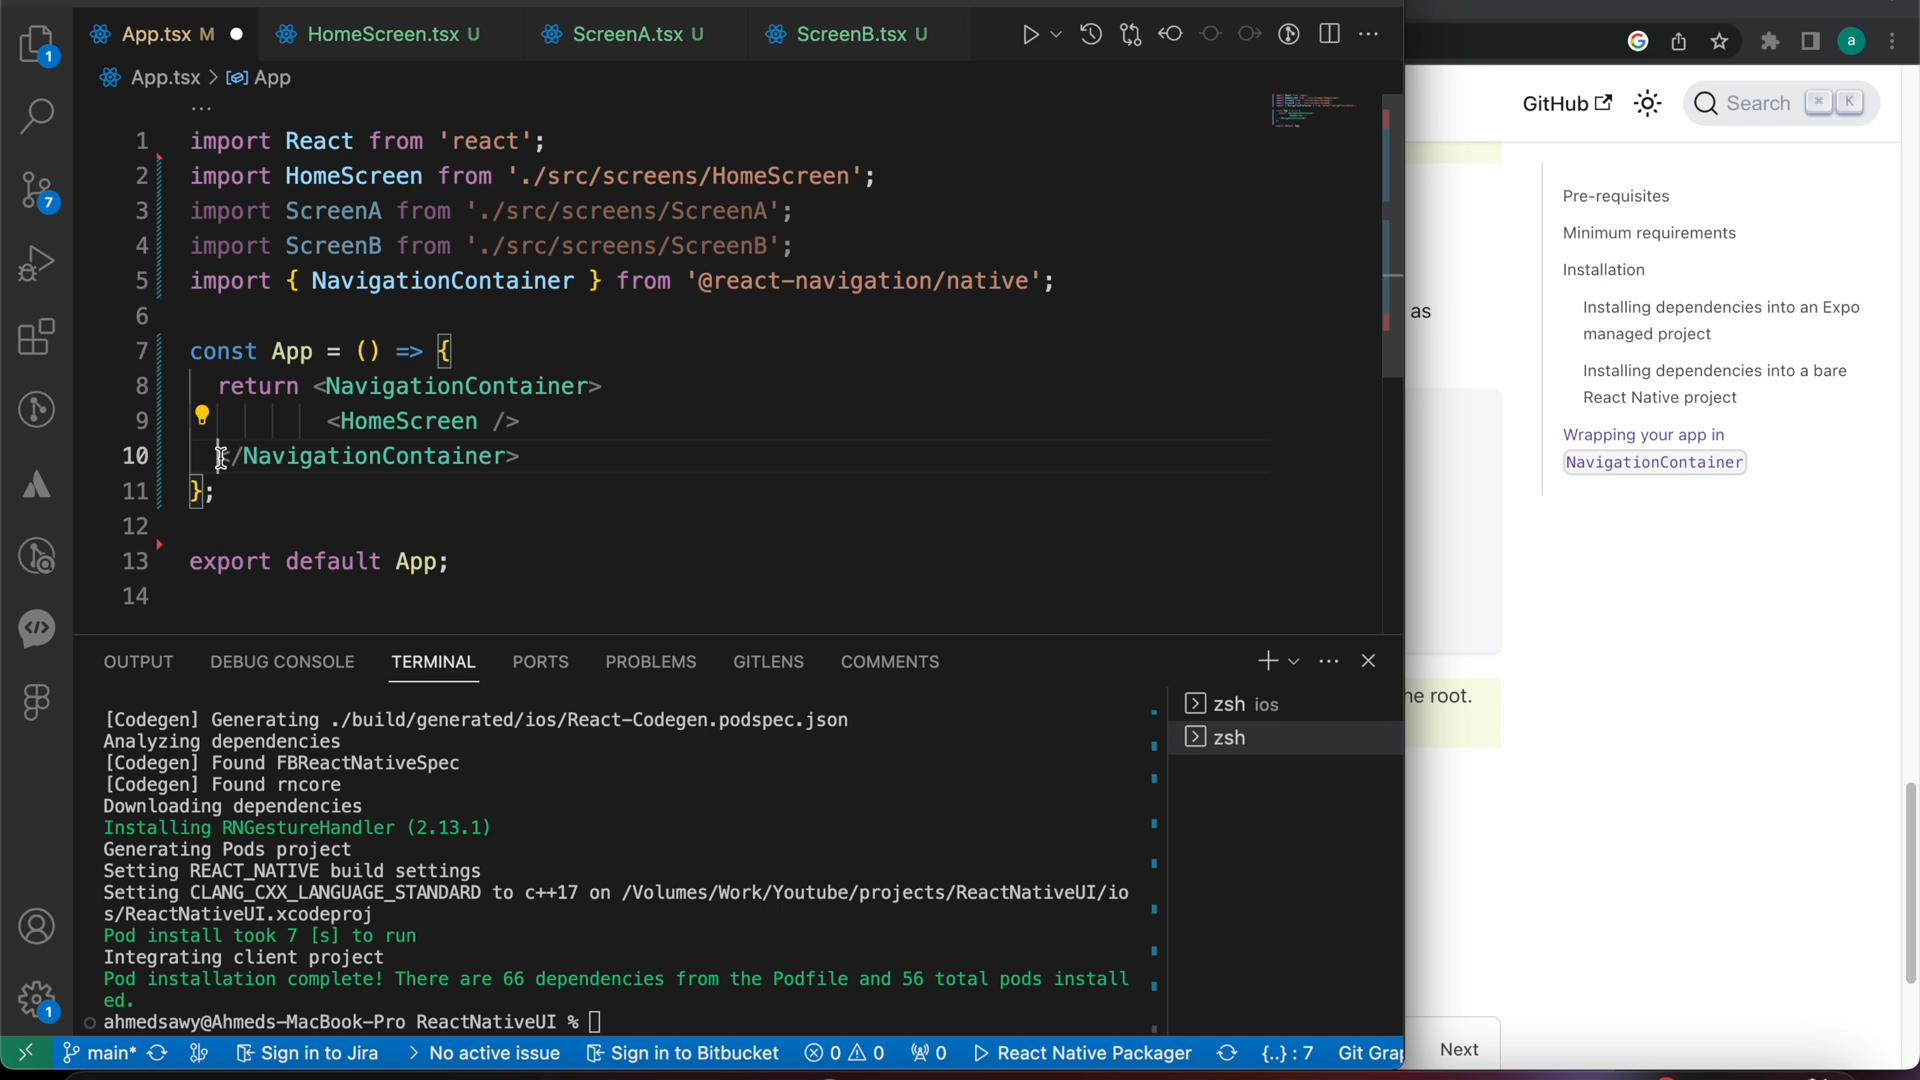 App.tsx M
HomeScreen.tsx U
ScreenA.tsx U
ScreenB.tsx U
App.tsx > App
...
1 import React from 'react';
2 import HomeScreen from './src/screens/HomeScreen';
3 import ScreenA from './src/screens/ScreenA';
4 import ScreenB from './src/screens/ScreenB';
5 import { NavigationContainer } from '@react-navigation/native';
6
7 const App = () => {
8 return <NavigationContainer>
9 <HomeScreen />
10 </NavigationContainer>
11 };
12
13 export default App;
14
1
7
1
OUTPUT DEBUG CONSOLE TERMINAL PORTS PROBLEMS GITLENS COMMENTS
[Codegen] Generating ./build/generated/ios/React-Codegen.podspec.json
Analyzing dependencies
[Codegen] Found FBReactNativeSpec
[Codegen] Found rncore
Downloading dependencies
Installing RNGestureHandler (2.13.1)
Generating Pods project
Setting REACT_NATIVE build settings
Setting CLANG_CXX_LANGUAGE_STANDARD to c++17 on /Volumes/Work/Youtube/projects/ReactNativeUI/io
s/ReactNativeUI.xcodeproj
Pod install took 7 [s] to run
Integrating client project
Pod installation complete! There are 66 dependencies from the Podfile and 56 total pods install
ed.
ahmedsawy@Ahmeds-MacBook-Pro ReactNativeUI %
zsh ios
zsh
main* Sign in to Jira No active issue Sign in to Bitbucket 0 0 0 React Native Packager {..} : 7 Git Grap
a
GitHub
Search ⌘ K
Pre-requisites
Minimum requirements
Installation
Installing dependencies into an Expo
managed project
Installing dependencies into a bare
React Native project
Wrapping your app in
NavigationContainer
as
he root.
Next